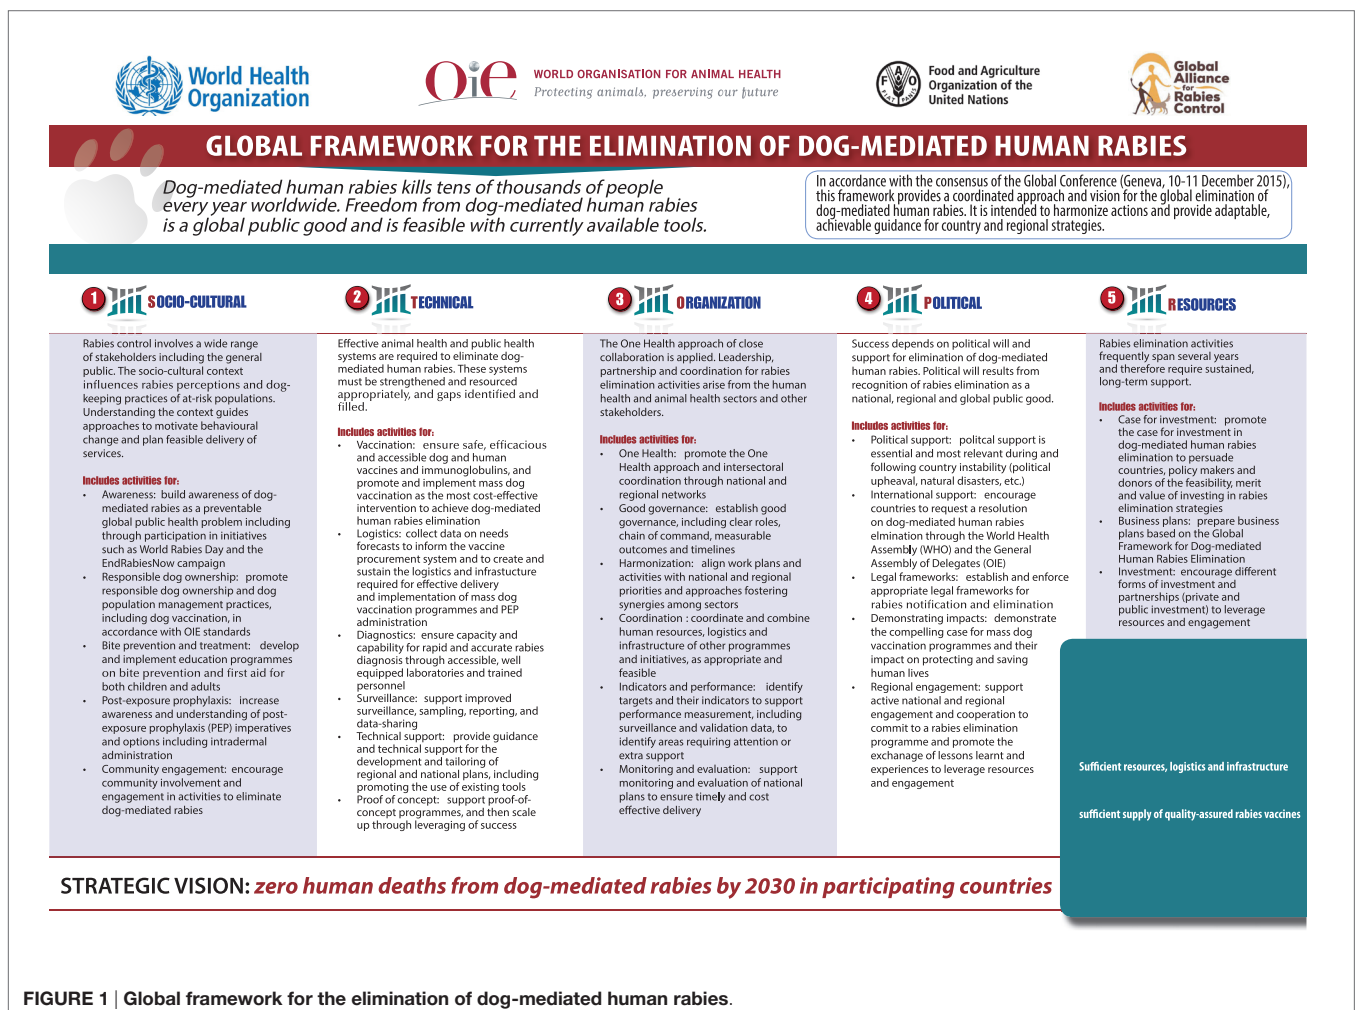 World Health
Organization
OiE
WORLD ORGANISATION FOR ANIMAL HEALTH
Protecting animals, preserving our future
F A O
FIAT PANIS
Food and Agriculture
Organization of the
United Nations
Global
Alliance
for
Rabies
Control
GLOBAL FRAMEWORK FOR THE ELIMINATION OF DOG-MEDIATED HUMAN RABIES
Dog-mediated human rabies kills tens of thousands of people
every year worldwide. Freedom from dog-mediated human rabies
is a global public good and is feasible with currently available tools.
In accordance with the consensus of the Global Conference (Geneva, 10-11 December 2015),
this framework provides a coordinated approach and vision for the global elimination of
dog-mediated human rabies. It is intended to harmonize actions and provide adaptable,
achievable guidance for country and regional strategies.
1 SOCIO-CULTURAL
Rabies control involves a wide range
of stakeholders including the general
public. The socio-cultural context
influences rabies perceptions and dog-
keeping practices of at-risk populations.
Understanding the context guides
approaches to motivate behavioural
change and plan feasible delivery of
services.
Includes activities for:
• Awareness: build awareness of dog-
mediated rabies as a preventable
global public health problem including
through participation in initiatives
such as World Rabies Day and the
EndRabiesNow campaign
• Responsible dog ownership: promote
responsible dog ownership and dog
population management practices,
including dog vaccination, in
accordance with OIE standards
• Bite prevention and treatment: develop
and implement education programmes
on bite prevention and first aid for
both children and adults
• Post-exposure prophylaxis: increase
awareness and understanding of post-
exposure prophylaxis (PEP) imperatives
and options including intradermal
administration
• Community engagement: encourage
community involvement and
engagement in activities to eliminate
dog-mediated rabies
2 TECHNICAL
Effective animal health and public health
systems are required to eliminate dog-
mediated human rabies. These systems
must be strengthened and resourced
appropriately, and gaps identified and
filled.
Includes activities for:
• Vaccination: ensure safe, efficacious
and accessible dog and human
vaccines and immunoglobulins, and
promote and implement mass dog
vaccination as the most cost-effective
intervention to achieve dog-mediated
human rabies elimination
• Logistics: collect data on needs
forecasts to inform the vaccine
procurement system and to create and
sustain the logistics and infrastucture
required for effective delivery
and implementation of mass dog
vaccination programmes and PEP
administration
• Diagnostics: ensure capacity and
capability for rapid and accurate rabies
diagnosis through accessible, well
equipped laboratories and trained
personnel
• Surveillance: support improved
surveillance, sampling, reporting, and
data-sharing
• Technical support: provide guidance
and technical support for the
development and tailoring of
regional and national plans, including
promoting the use of existing tools
• Proof of concept: support proof-of-
concept programmes, and then scale
up through leveraging of success
3 ORGANIZATION
The One Health approach of close
collaboration is applied. Leadership,
partnership and coordination for rabies
elimination activities arise from the human
health and animal health sectors and other
stakeholders.
Includes activities for:
• One Health: promote the One
Health approach and intersectoral
coordination through national and
regional networks
• Good governance: establish good
governance, including clear roles,
chain of command, measurable
outcomes and timelines
• Harmonization: align work plans and
activities with national and regional
priorities and approaches fostering
synergies among sectors
• Coordination : coordinate and combine
human resources, logistics and
infrastructure of other programmes
and initiatives, as appropriate and
feasible
• Indicators and performance: identify
targets and their indicators to support
performance measurement, including
surveillance and validation data, to
identify areas requiring attention or
extra support
• Monitoring and evaluation: support
monitoring and evaluation of national
plans to ensure timely and cost
effective delivery
4 POLITICAL
Success depends on political will and
support for elimination of dog-mediated
human rabies. Political will results from
recognition of rabies elimination as a
national, regional and global public good.
Includes activities for:
• Political support: politcal support is
essential and most relevant during and
following country instability (political
upheaval, natural disasters, etc.)
• International support: encourage
countries to request a resolution
on dog-mediated human rabies
elmination through the World Health
Assembly (WHO) and the General
Assembly of Delegates (OIE)
• Legal frameworks: establish and enforce
appropriate legal frameworks for
rabies notification and elimination
• Demonstrating impacts: demonstrate
the compelling case for mass dog
vaccination programmes and their
impact on protecting and saving
human lives
• Regional engagement: support
active national and regional
engagement and cooperation to
commit to a rabies elimination
programme and promote the
exchanage of lessons learnt and
experiences to leverage resources
and engagement
5 RESOURCES
Rabies elimination activities
frequently span several years
and therefore require sustained,
long-term support.
Includes activities for:
• Case for investment: promote
the case for investment in
dog-mediated human rabies
elimination to persuade
countries, policy makers and
donors of the feasibility, merit
and value of investing in rabies
elimination strategies
• Business plans: prepare business
plans based on the Global
Framework for Dog-mediated
Human Rabies Elimination
• Investment: encourage different
forms of investment and
partnerships (private and
public investment) to leverage
resources and engagement
Sufficient resources, logistics and infrastructure
sufficient supply of quality-assured rabies vaccines
STRATEGIC VISION: zero human deaths from dog-mediated rabies by 2030 in participating countries
FIGURE 1 | Global framework for the elimination of dog-mediated human rabies.